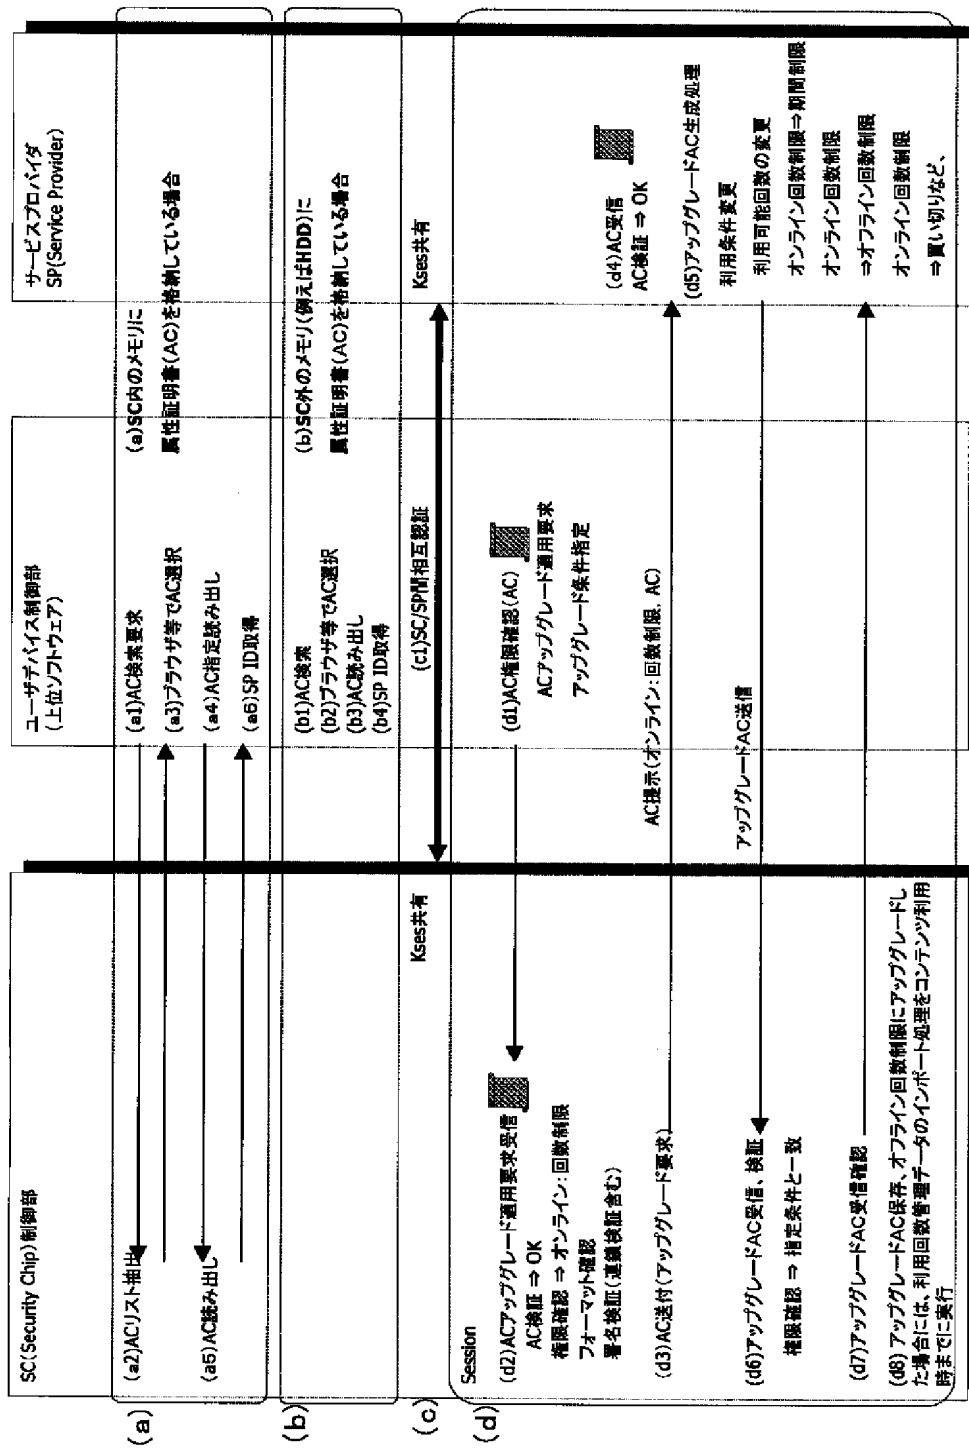 SC(Security Chip)制御部
ユーザデバイス制御部
(上位ソフトウェア)
サービスプロバイダ
SP(Service Provider)
(a)
(a1)AC検索要求
(a2)ACリスト抽出
(a3)ブラウザ等でAC選択
(a4)AC指定読み出し
(a5)AC読み出し
(a6)SP ID取得
(a)SC内のメモリに
属性証明書(AC)を格納している場合
(b)
(b1)AC検索
(b2)ブラウザ等でAC選択
(b3)AC読み出し
(b4)SP ID取得
(b)SC外のメモリ(例えばHDD)に
属性証明書(AC)を格納している場合
(c)
Kses共有
(c1)SC/SP間相互認証
Kses共有
(d)
Session
(d1)AC権限確認(AC)
ACアップグレード適用要求
アップグレード条件指定
(d2)ACアップグレード適用要求受信
AC検証 ⇒ OK
権限確認 ⇒ オンライン:回数制限
フォーマット確認
署名検証(連鎖検証含む)
(d3)AC送付(アップグレード要求)
AC提示(オンライン:回数制限, AC)
(d4)AC受信
AC検証 ⇒ OK
(d5)アップグレードAC生成処理
利用条件変更
利用可能回数の変更
オンライン回数制限⇒期間制限
オンライン回数制限
⇒オフライン回数制限
オンライン回数制限
⇒買い切りなど、
アップグレードAC送信
(d6)アップグレードAC受信、検証
権限確認 ⇒ 指定条件と一致
(d7)アップグレードAC受信確認
(d8) アップグレードAC保存、オフライン回数制限にアップグレードし
た場合には、利用回数管理データのインポート処理をコンテンツ利用
時までに実行